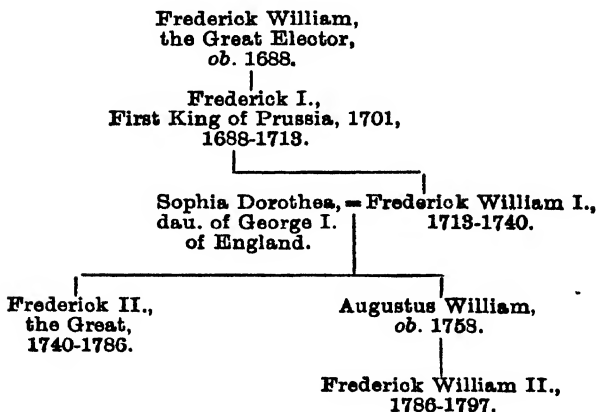 Frederick William,
the Great Elector,
ob. 1688.
Frederick I.,
First King of Prussia, 1701,
1688-1713.
Sophia Dorothea, = Frederick William I.,
dau. of George I. 1713-1740.
of England.
Frederick II., Augustus William,
the Great, ob. 1758.
1740-1786.
Frederick William II.,
1786-1797.